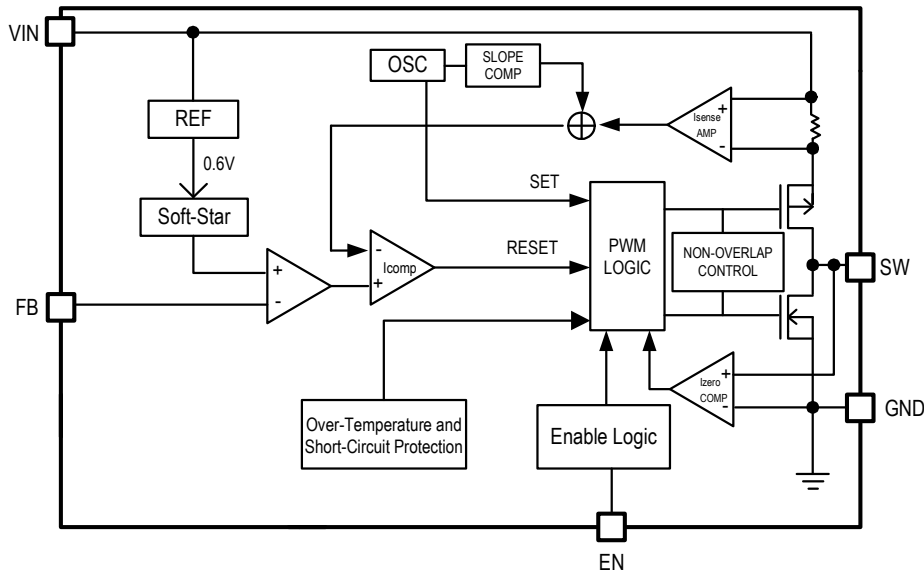 VIN
OSC
SLOPE
COMP
REF
+
Isense
AMP
-
0.6V
SET
Soft-Star
PWM
LOGIC
RESET
-
Icomp
+
NON-OVERLAP
CONTROL
SW
+
-
FB
+
Izero
COMP
-
GND
Over-Temperature and
Short-Circuit Protection
Enable Logic
EN